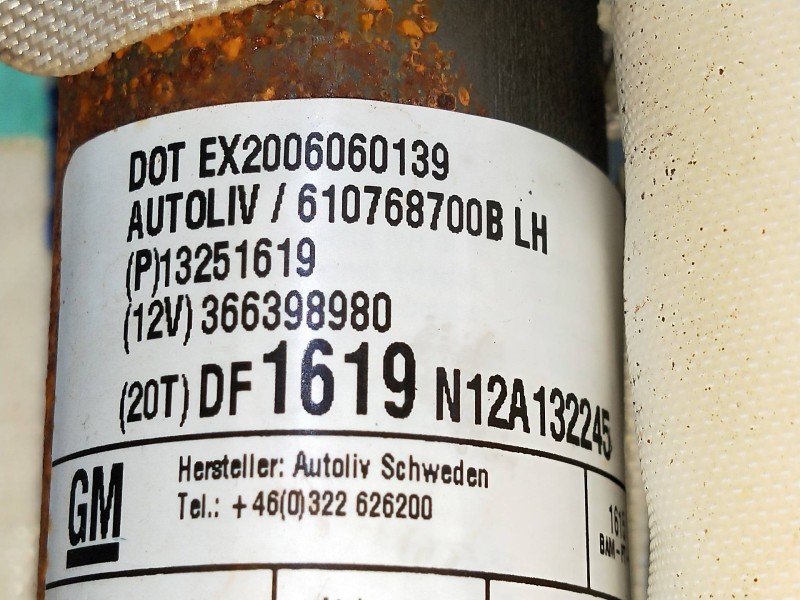 DOT EX2006060139
AUTOLIV / 610768700B LH
(P)13251619
(12V) 366398980
(20T) DF 1619 N12A132245
GM
Hersteller: Autoliv Schweden
Tel.: +46(0)322 626200